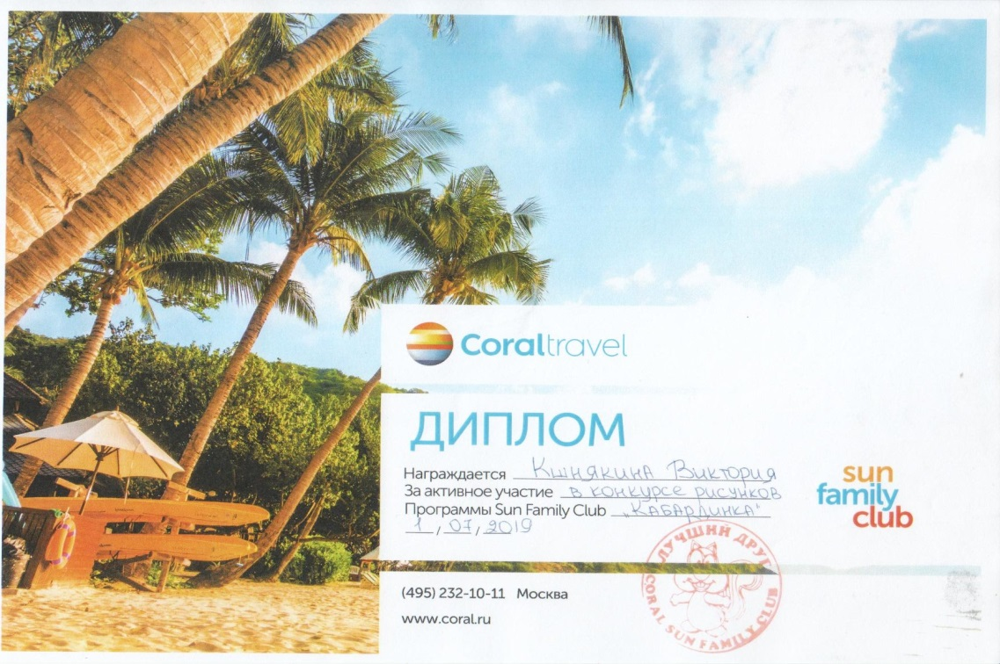 Coraltravel
ДИПЛОМ
Награждается Кшнякина Виктория
За активное участие в конкурсе рисунков
Программы Sun Family Club „Кабардинка"
1 / 07 / 2019
sun
family
club
ЛУЧШИЙ ДРУГ
CORAL SUN FAMILY CLUB
(495) 232-10-11 Москва
www.coral.ru